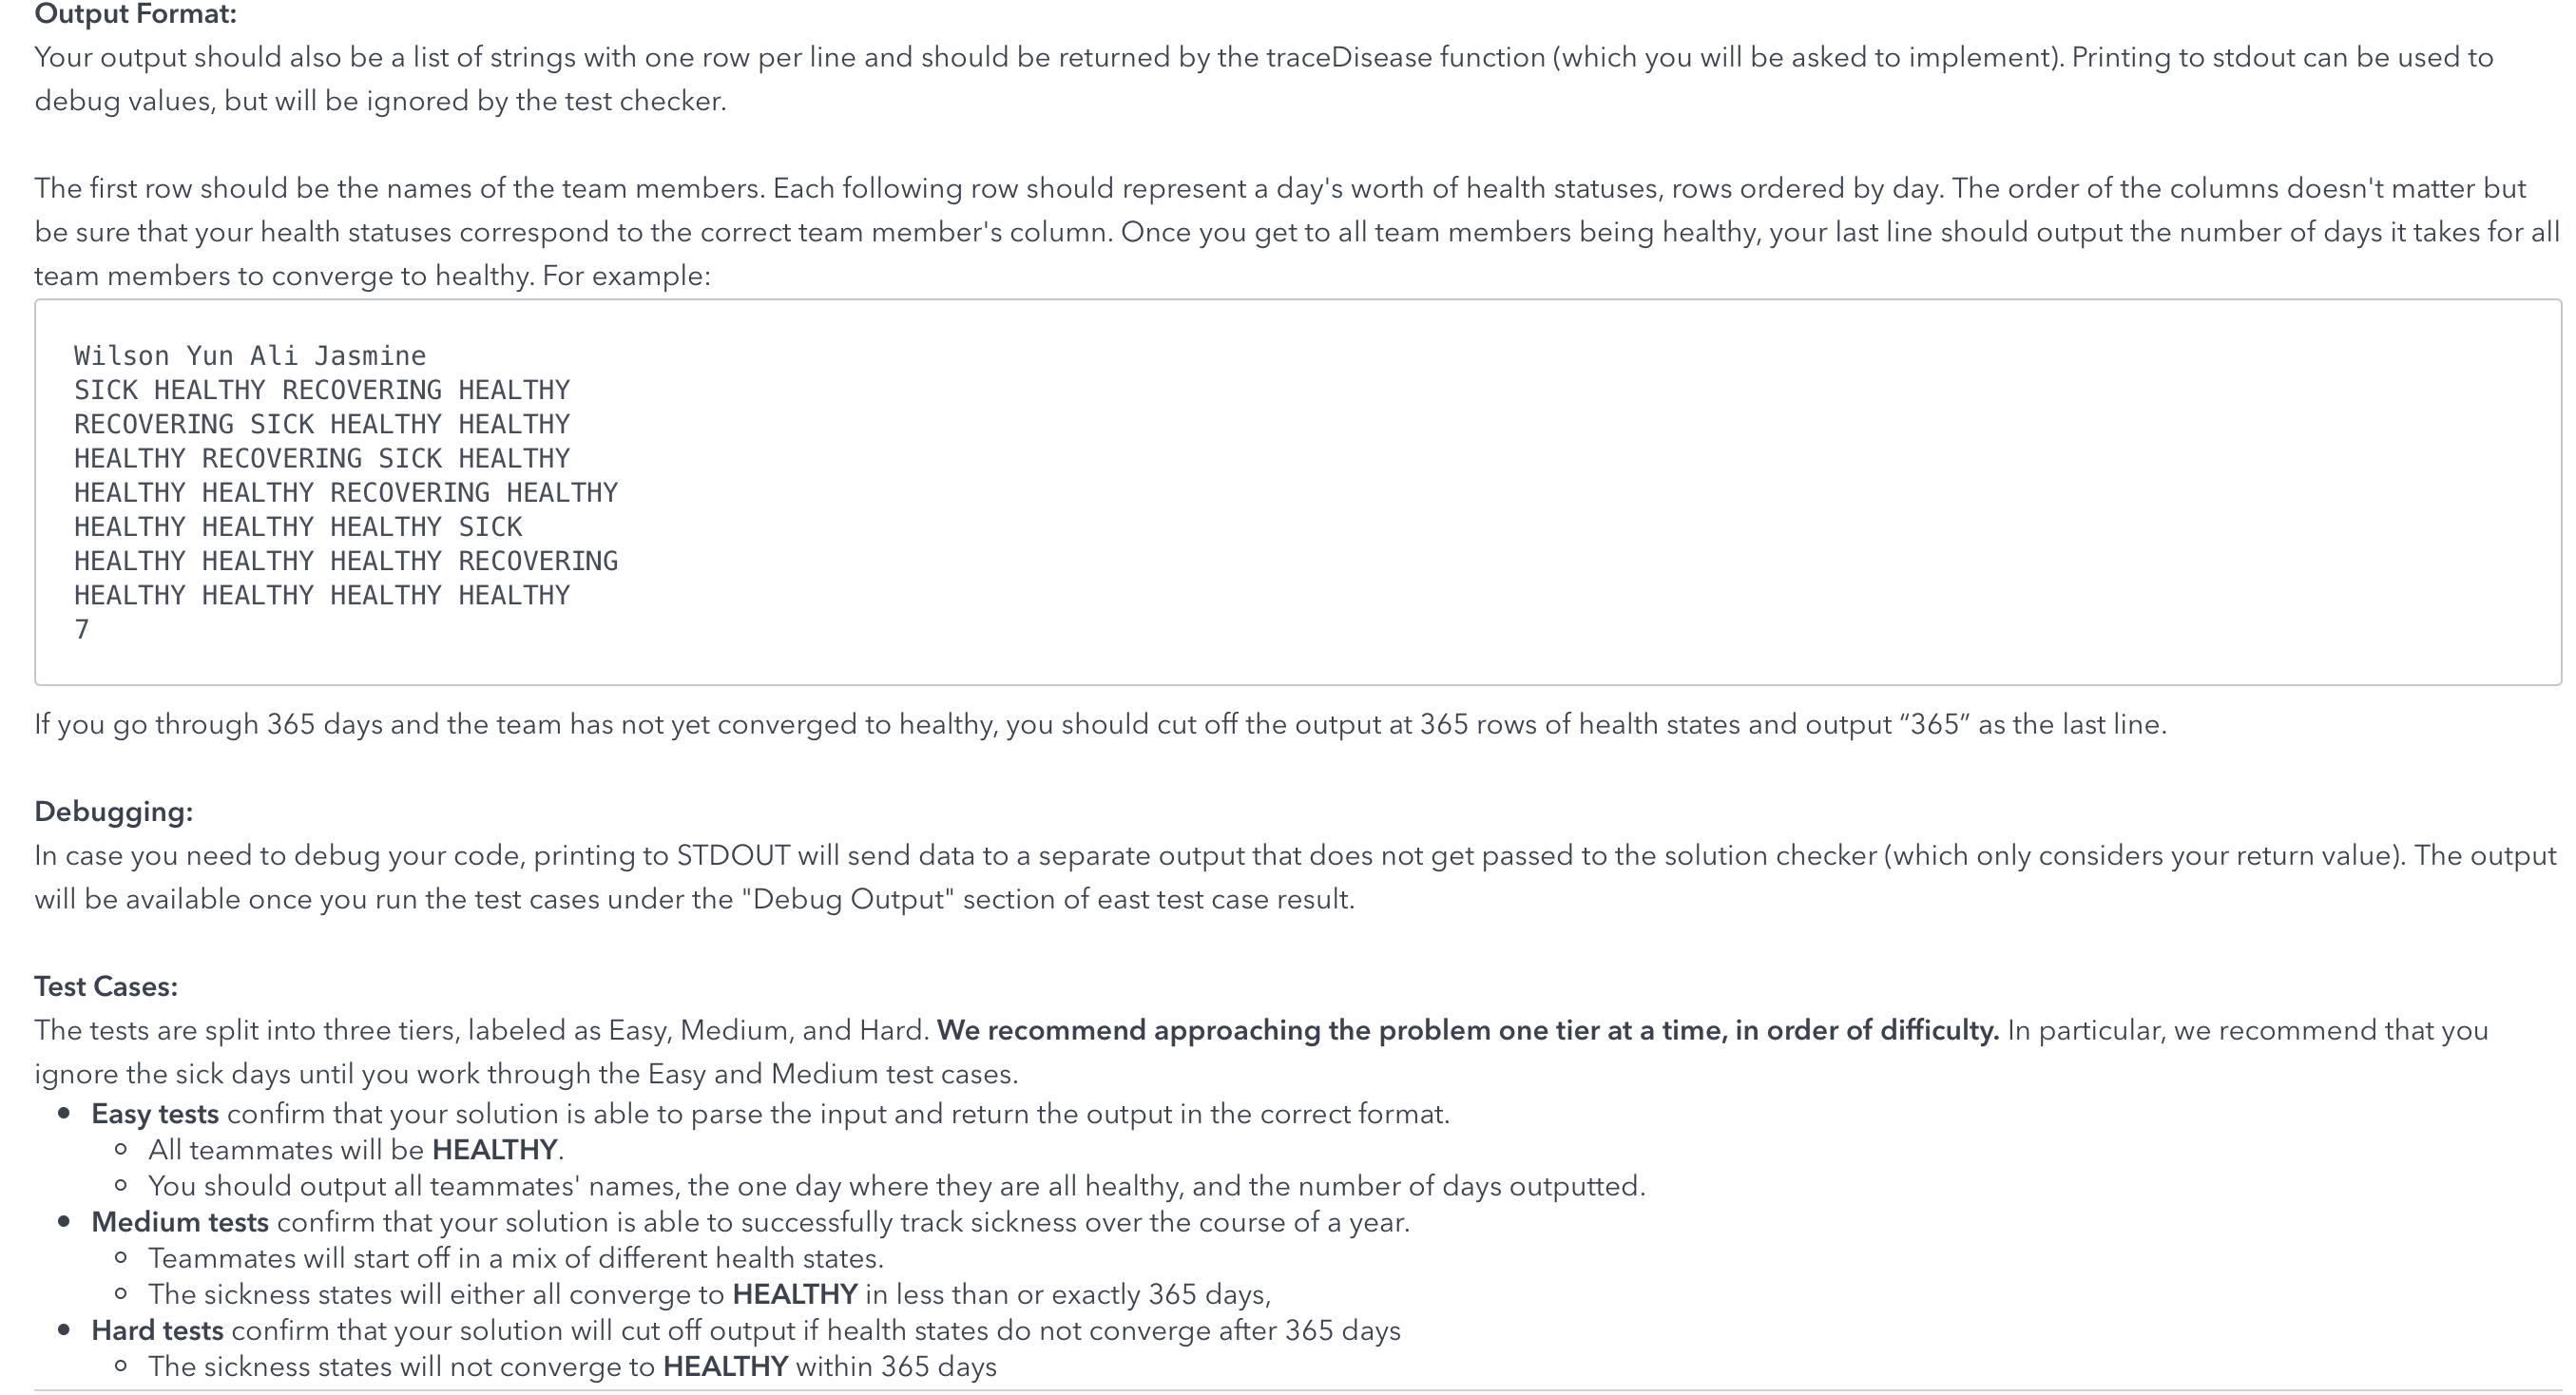 Output Format:
Your output should also be a list of strings with one row per line and should be returned by the traceDisease function (which you will be asked to implement). Printing to stdout can be used to
debug values, but will be ignored by the test checker.
The first row should be the names of the team members. Each following row should represent a day's worth of health statuses, rows ordered by day. The order of the columns doesn't matter but
be sure that your health statuses correspond to the correct team member's column. Once you get to all team members being healthy, your last line should output the number of days it takes for all
team members to converge to healthy. For example:
Wilson Yun Ali Jasmine
SICK HEALTHY RECOVERING HEALTHY
RECOVERING SICK HEALTHY HEALTHY
HEALTHY RECOVERING SICK HEALTHY
HEALTHY HEALTHY RECOVERING HEALTHY
HEALTHY HEALTHY HEALTHY SICK
HEALTHY HEALTHY HEALTHY RECOVERING
HEALTHY HEALTHY HEALTHY HEALTHY
7
If you go through 365 days and the team has not yet converged to healthy, you should cut off the output at 365 rows of health states and output “365” as the last line.
Debugging:
In case you need to debug your code, printing to STDOUT will send data to a separate output that does not get passed to the solution checker (which only considers your return value). The output
will be available once you run the test cases under the "Debug Output" section of east test case result.
Test Cases:
The tests are split into three tiers, labeled as Easy, Medium, and Hard. We recommend approaching the problem one tier at a time, in order of difficulty. In particular, we recommend that you
ignore the sick days until you work through the Easy and Medium test cases.
• Easy tests confirm that your solution is able to parse the input and return the output in the correct format.
◦ All teammates will be HEALTHY.
◦ You should output all teammates' names, the one day where they are all healthy, and the number of days outputted.
• Medium tests confirm that your solution is able to successfully track sickness over the course of a year.
◦ Teammates will start off in a mix of different health states.
◦ The sickness states will either all converge to HEALTHY in less than or exactly 365 days,
• Hard tests confirm that your solution will cut off output if health states do not converge after 365 days
◦ The sickness states will not converge to HEALTHY within 365 days